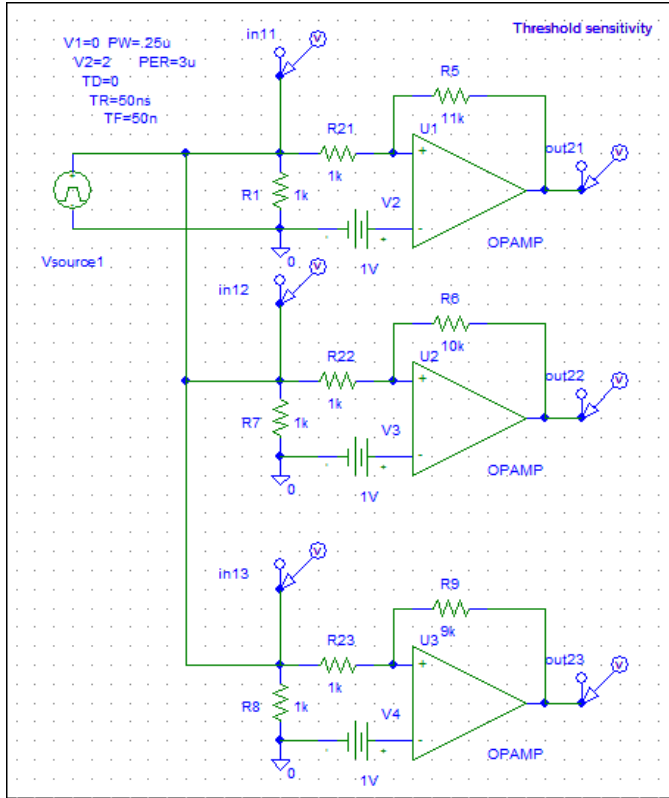 Threshold sensitivity
V1=0 PW=.25u
V2=2 PER=3u
TD=0
TR=50ns
TF=50n
in11
V
R5
11k
R21
1k
U1
+
-
out21
V
R1
1k
V2
- +
1V
OPAMP
0
Vsource1
in12
V
R6
10k
R22
1k
U2
+
-
out22
V
R7
1k
V3
- +
1V
OPAMP
0
in13
V
R9
9k
R23
1k
U3
+
-
out23
V
R8
1k
V4
- +
1V
OPAMP
0